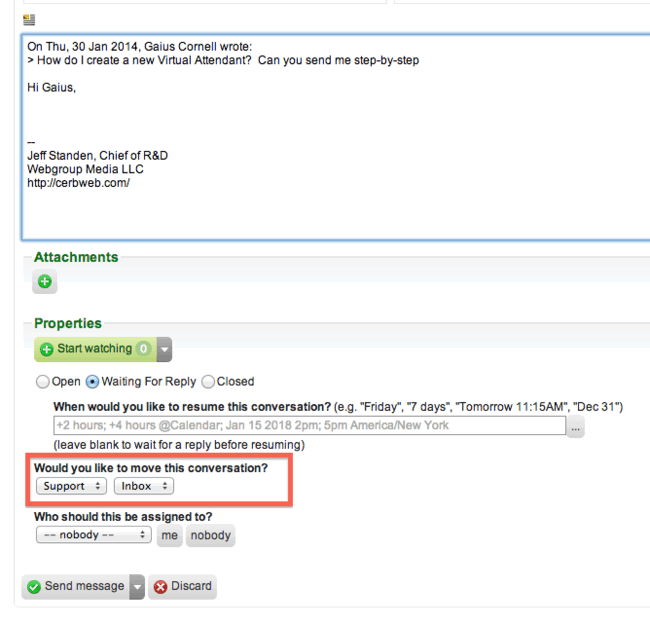 On Thu, 30 Jan 2014, Gaius Cornell wrote:
> How do I create a new Virtual Attendant?  Can you send me step-by-step
Hi Gaius,
--
Jeff Standen, Chief of R&D
Webgroup Media LLC
http://cerbweb.com/
Attachments
Properties
Start watching 0
Open Waiting For Reply Closed
When would you like to resume this conversation? (e.g. "Friday", "7 days", "Tomorrow 11:15AM", "Dec 31")
+2 hours; +4 hours @Calendar; Jan 15 2018 2pm; 5pm America/New York
...
(leave blank to wait for a reply before resuming)
Would you like to move this conversation?
Support Inbox
Who should this be assigned to?
-- nobody -- me nobody
Send message Discard